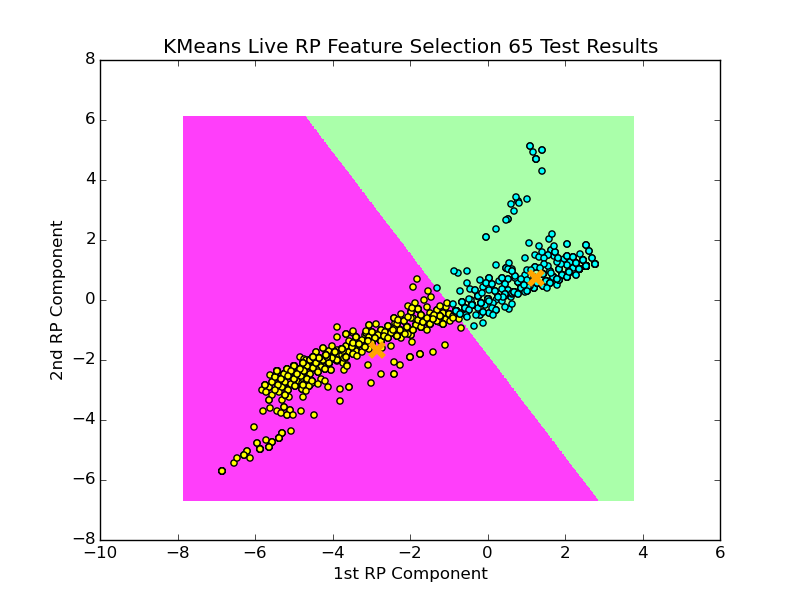 KMeans Live RP Feature Selection 65 Test Results
8
6
4
2
0
−2
−4
−6
−8
2nd RP Component
−10 −8 −6 −4 −2 0 2 4 6
1st RP Component